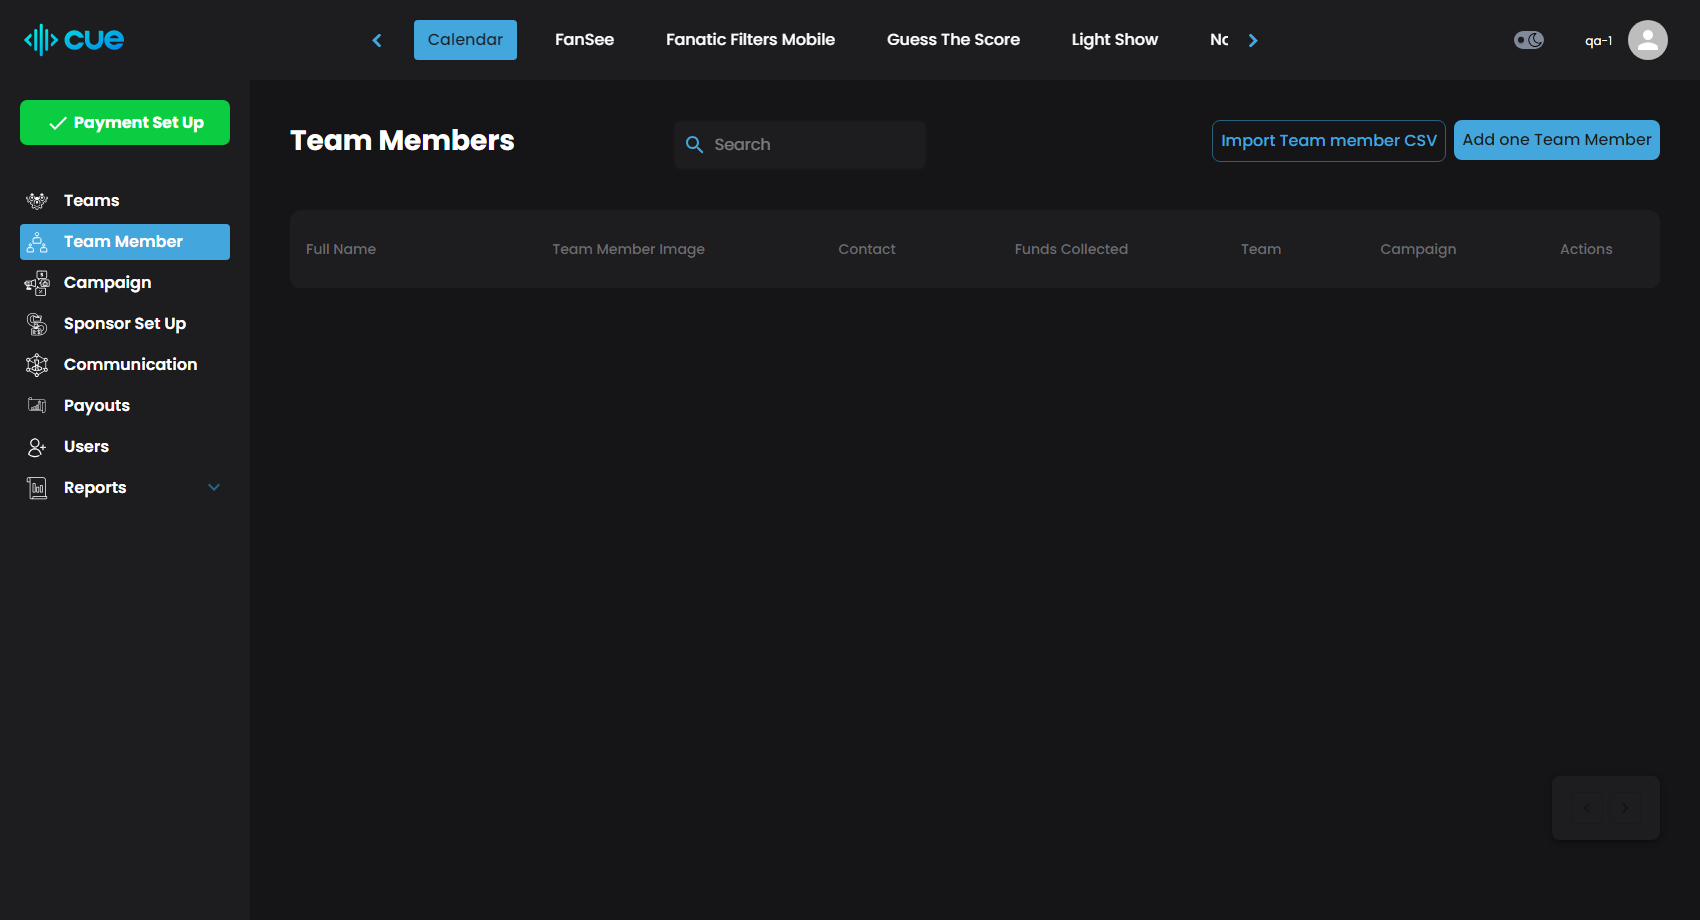 cue
Calendar
FanSee
Fanatic Filters Mobile
Guess The Score
Light Show
qa-1
Payment Set Up
Teams
Team Member
Campaign
Sponsor Set Up
Communication
Payouts
Users
Reports
Team Members
Search
Import Team member CSV
Add one Team Member
Full Name
Team Member Image
Contact
Funds Collected
Team
Campaign
Actions